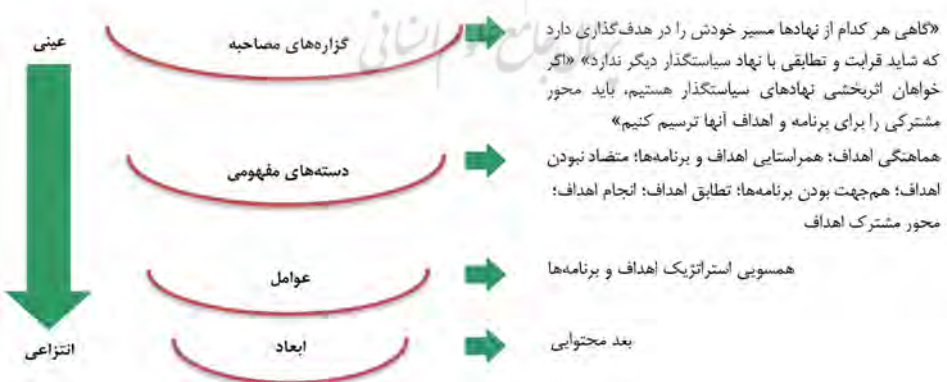 عینی
گزاره‌های مصاحبه
«گاهی هر کدام از نهادها مسیر خودش را در هدف‌گذاری دارد
که شاید قرابت و تطابقی با نهاد سیاستگذار دیگر ندارد» «اگر
خواهان اثربخشی نهادهای سیاستگذار هستیم، باید محور
مشترکی را برای برنامه و اهداف آنها ترسیم کنیم»
دسته‌های مفهومی
هماهنگی اهداف؛ همراستایی اهداف و برنامه‌ها؛ متضاد نبودن
اهداف؛ هم‌جهت بودن برنامه‌ها؛ تطابق اهداف؛ انجام اهداف؛
محور مشترک اهداف
عوامل
همسویی استراتژیک اهداف و برنامه‌ها
ابعاد
بعد محتوایی
انتزاعی